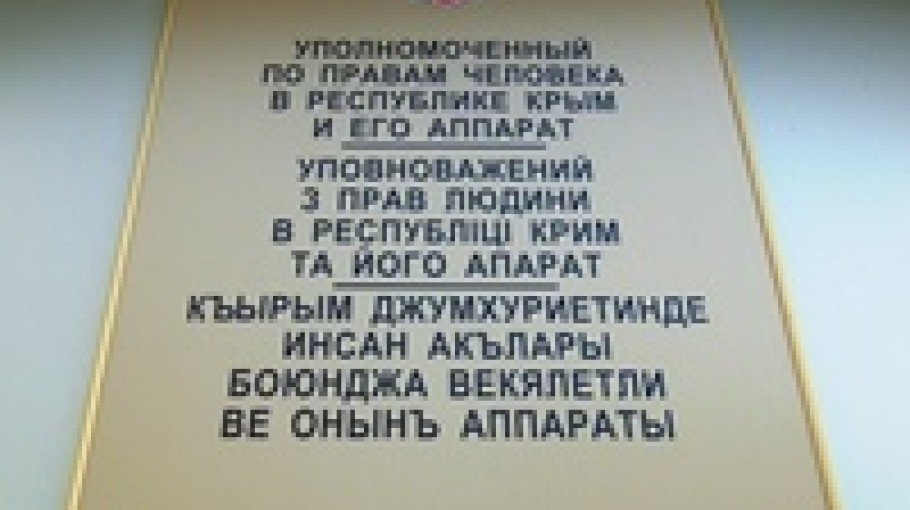 УПОЛНОМОЧЕННЫЙ
ПО ПРАВАМ ЧЕЛОВЕКА
В РЕСПУБЛИКЕ КРЫМ
И ЕГО АППАРАТ
УПОВНОВАЖЕНИЙ
З ПРАВ ЛЮДИНИ
В РЕСПУБЛІЦІ КРИМ
ТА ЙОГО АПАРАТ
КЪЫРЫМ ДЖУМХУРИЕТИНДЕ
ИНСАН АКЪЛАРЫ
БОЮНДЖА ВЕКЯЛЕТЛИ
ВЕ ОНЫНЪ АППАРАТЫ